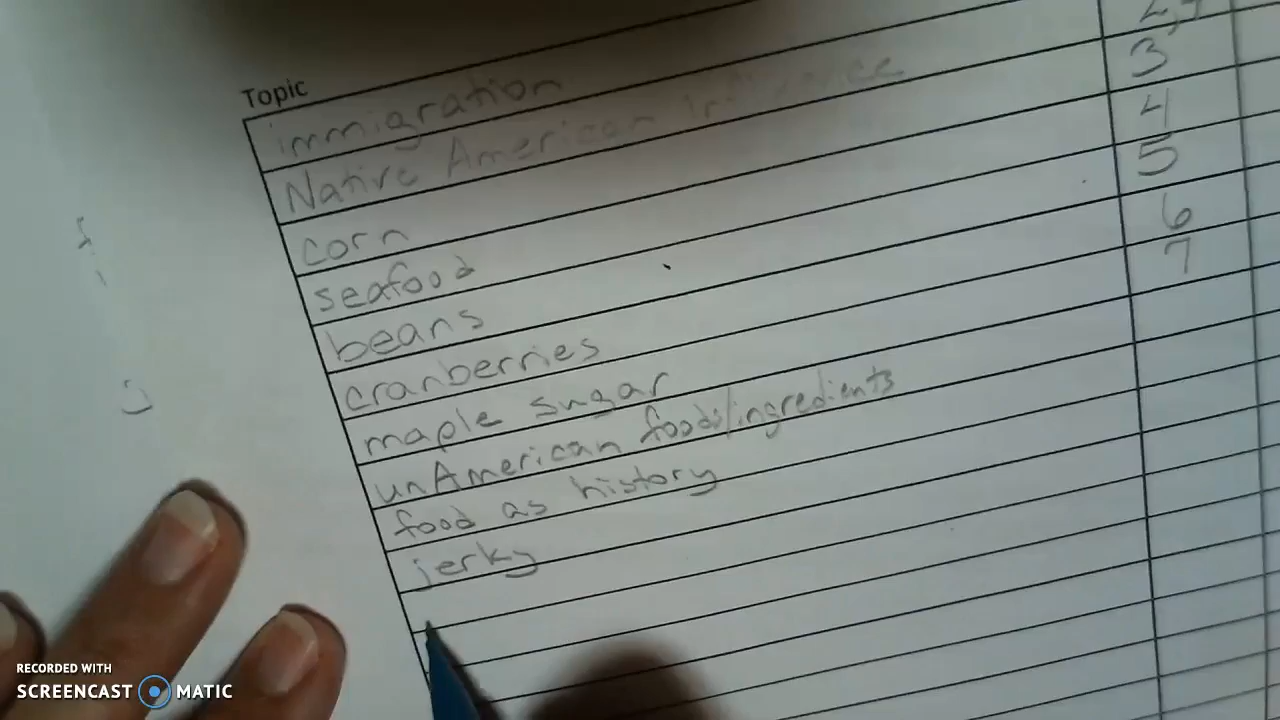 Topic
immigration
Native American influence
corn 3
seafood 4
beans 5
cranberries 6
maple sugar 7
unAmerican foods/ingredients
food as history
jerky
RECORDED WITH
SCREENCAST MATIC